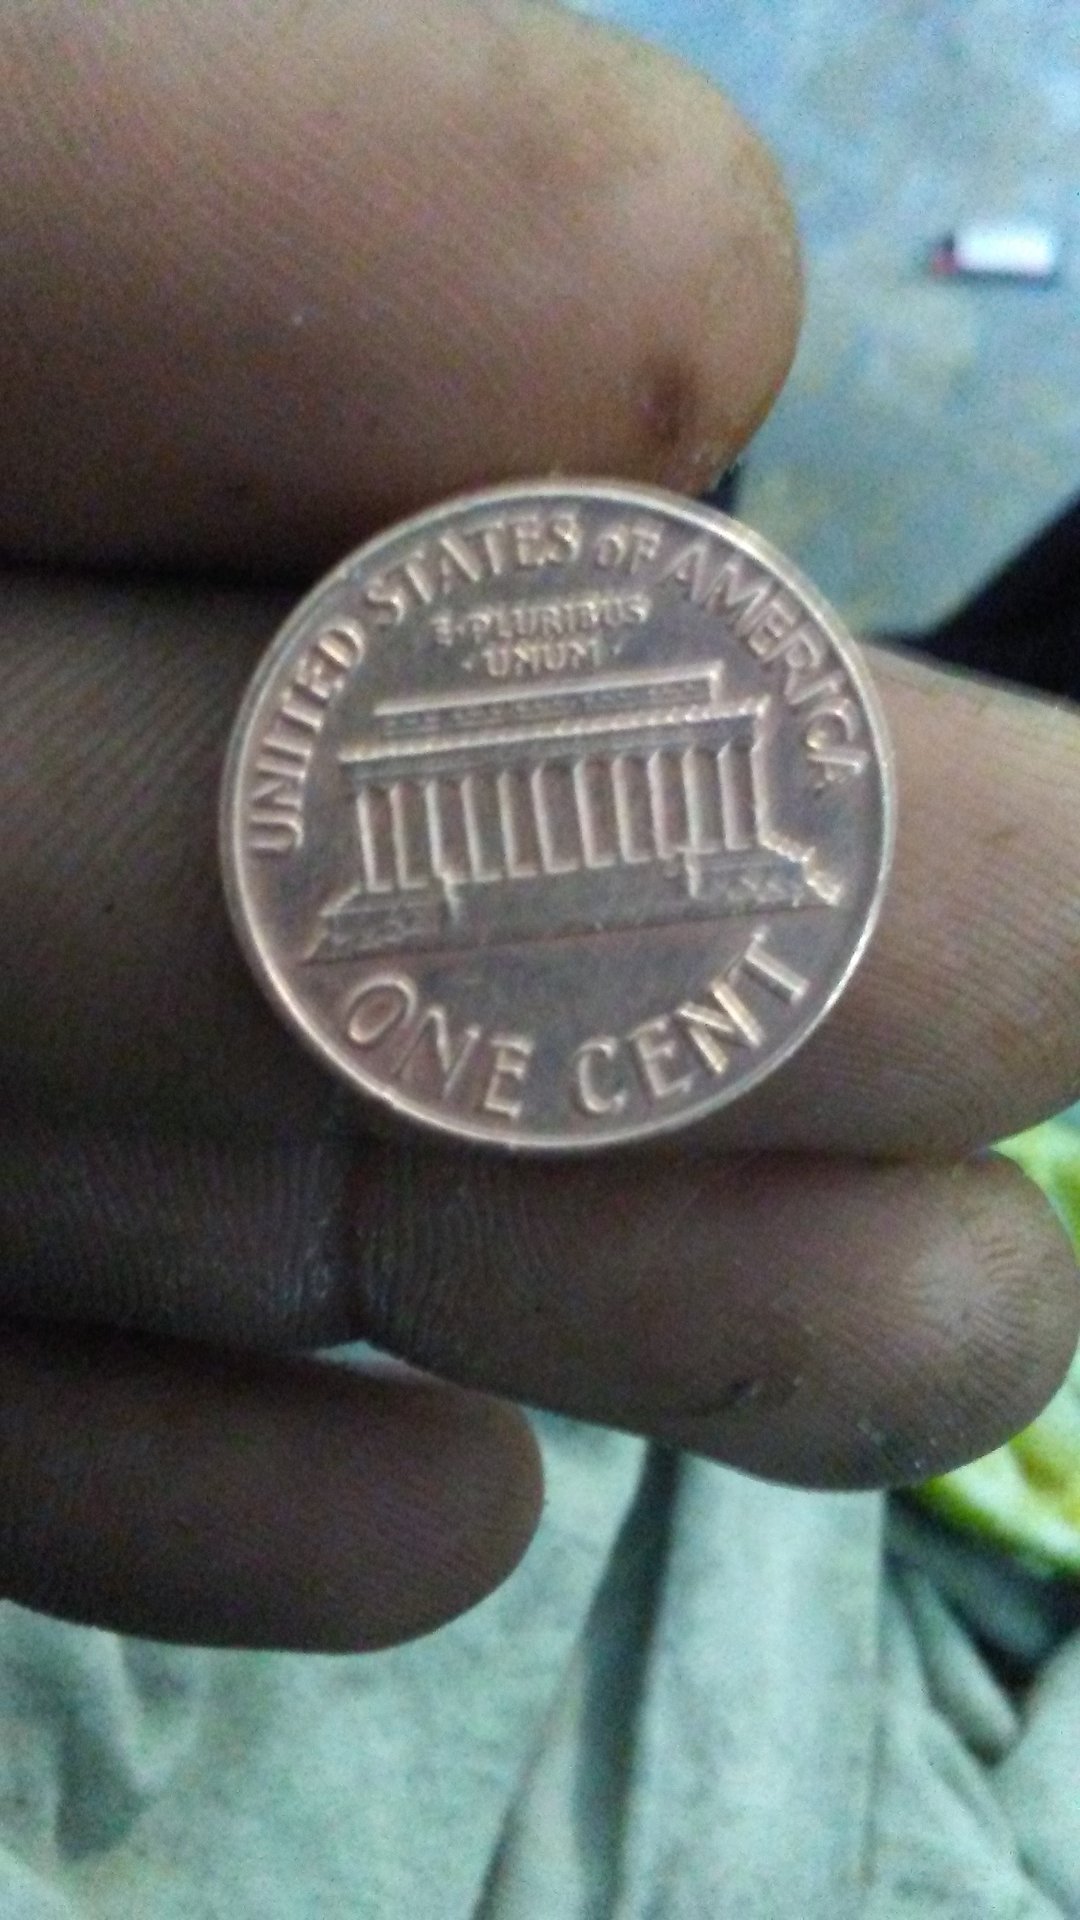 UNITED STATES OF AMERICA
E·PLURIBUS
·UNUM·
ONE CENT